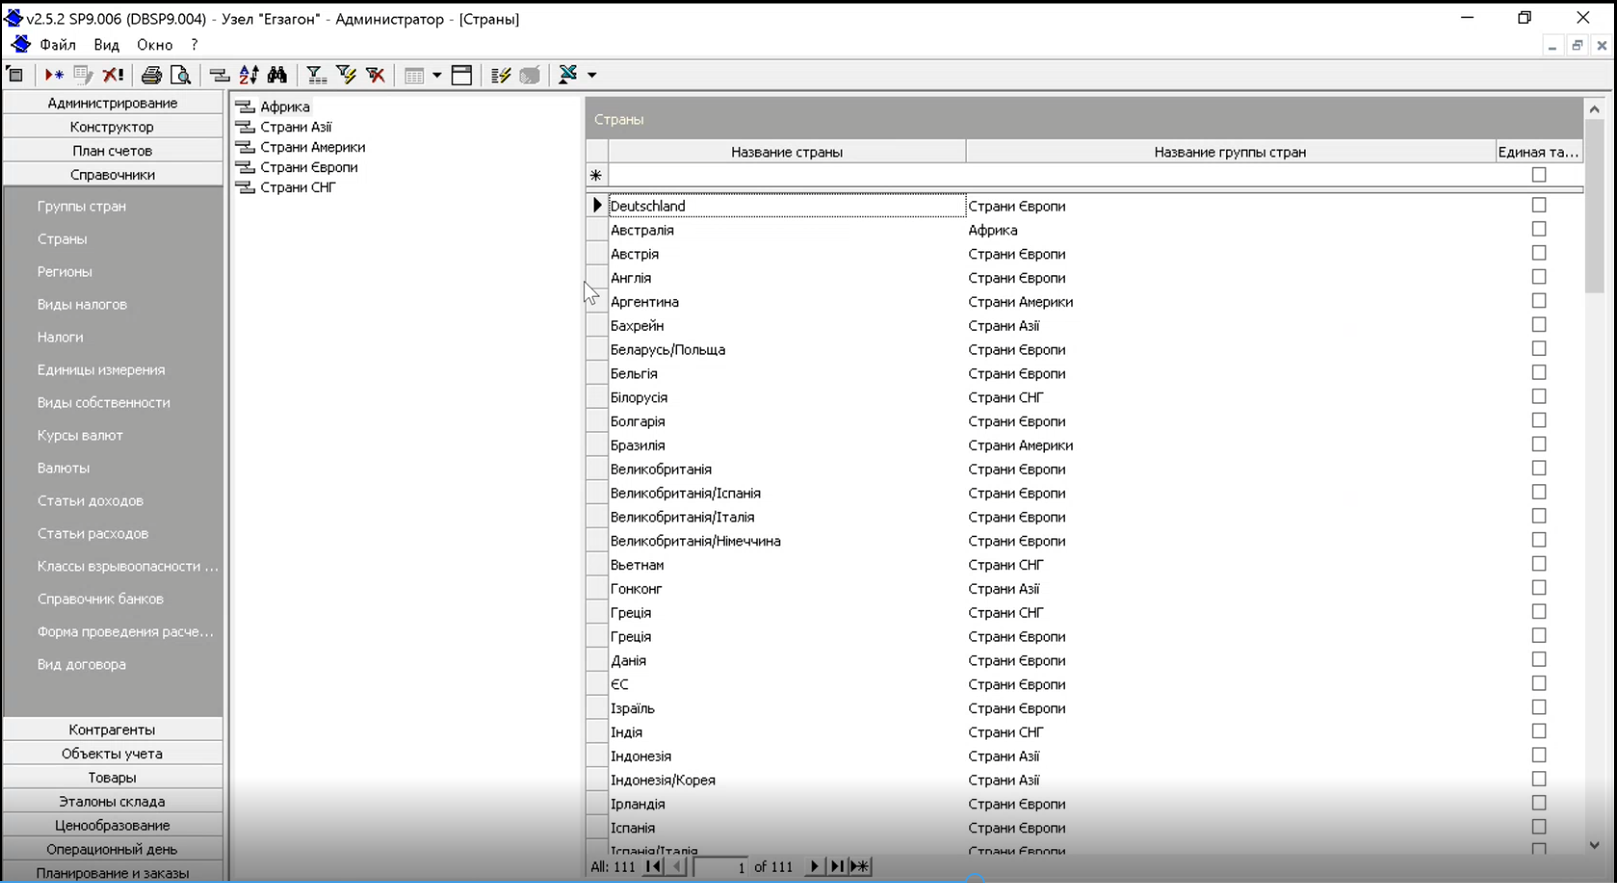 v2.5.2 SP9.006 (DBSP9.004) - Узел "Егзагон" - Администратор - [Страны]
Файл Вид Окно ?
Администрирование
Конструктор
План счетов
Справочники
Группы стран
Страны
Регионы
Виды налогов
Налоги
Единицы измерения
Виды собственности
Курсы валют
Валюты
Статьи доходов
Статьи расходов
Классы взрывоопасности ...
Справочник банков
Форма проведения расче...
Вид договора
Контрагенты
Объекты учета
Товары
Эталоны склада
Ценообразование
Операционный день
Планирование и заказы
Африка
Страни Азії
Страни Америки
Страни Європи
Страни СНГ
Страны
Название страны Название группы стран Единая та...
Deutschland Страни Європи
Австралія Африка
Австрія Страни Європи
Англія Страни Європи
Аргентина Страни Америки
Бахрейн Страни Азії
Беларусь/Польща Страни Європи
Бельгія Страни Європи
Білорусія Страни СНГ
Болгарія Страни Європи
Бразилія Страни Америки
Великобританія Страни Європи
Великобританія/Іспанія Страни Європи
Великобританія/Італія Страни Європи
Великобританія/Німеччина Страни Європи
Вьетнам Страни СНГ
Гонконг Страни Азії
Греція Страни СНГ
Греція Страни Європи
Данія Страни Європи
ЄС Страни Європи
Ізраїль Страни Європи
Індія Страни СНГ
Індонезія Страни Азії
Індонезія/Корея Страни Азії
Ірландія Страни Європи
Іспанія Страни Європи
Іспанія/Італія Страни Європи
All: 111 1 of 111